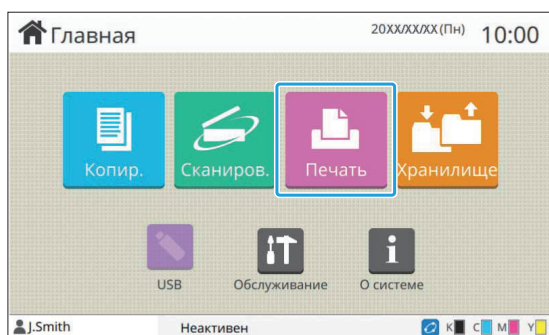 Главная 20XX/XX/XX (Пн) 10:00
Копир. Сканиров. Печать Хранилище
USB Обслуживание О системе
J.Smith Неактивен K C M Y